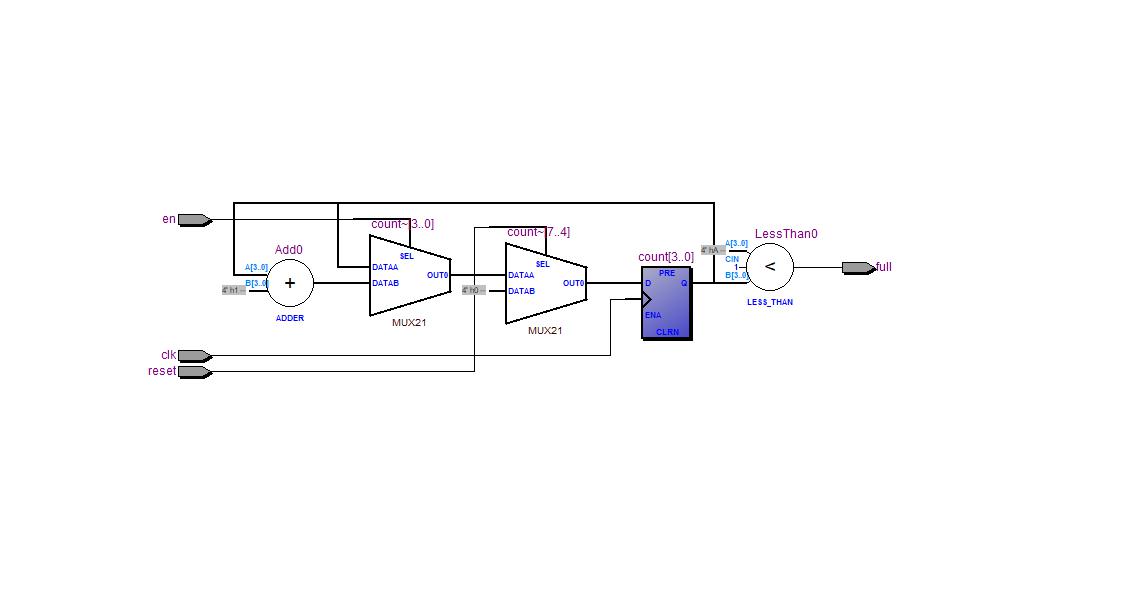 en
count~[3..0]
SEL
DATAA
DATAB
OUT0
MUX21
Add0
A[3..0]
B[3..0]
4' h1 --
+
ADDER
count~[7..4]
SEL
DATAA
DATAB
OUT0
4' h0 --
MUX21
count[3..0]
PRE
D
Q
ENA
CLRN
LessThan0
A[3..0]
4' hA --
CIN
1
B[3..0]
<
LESS_THAN
full
clk
reset